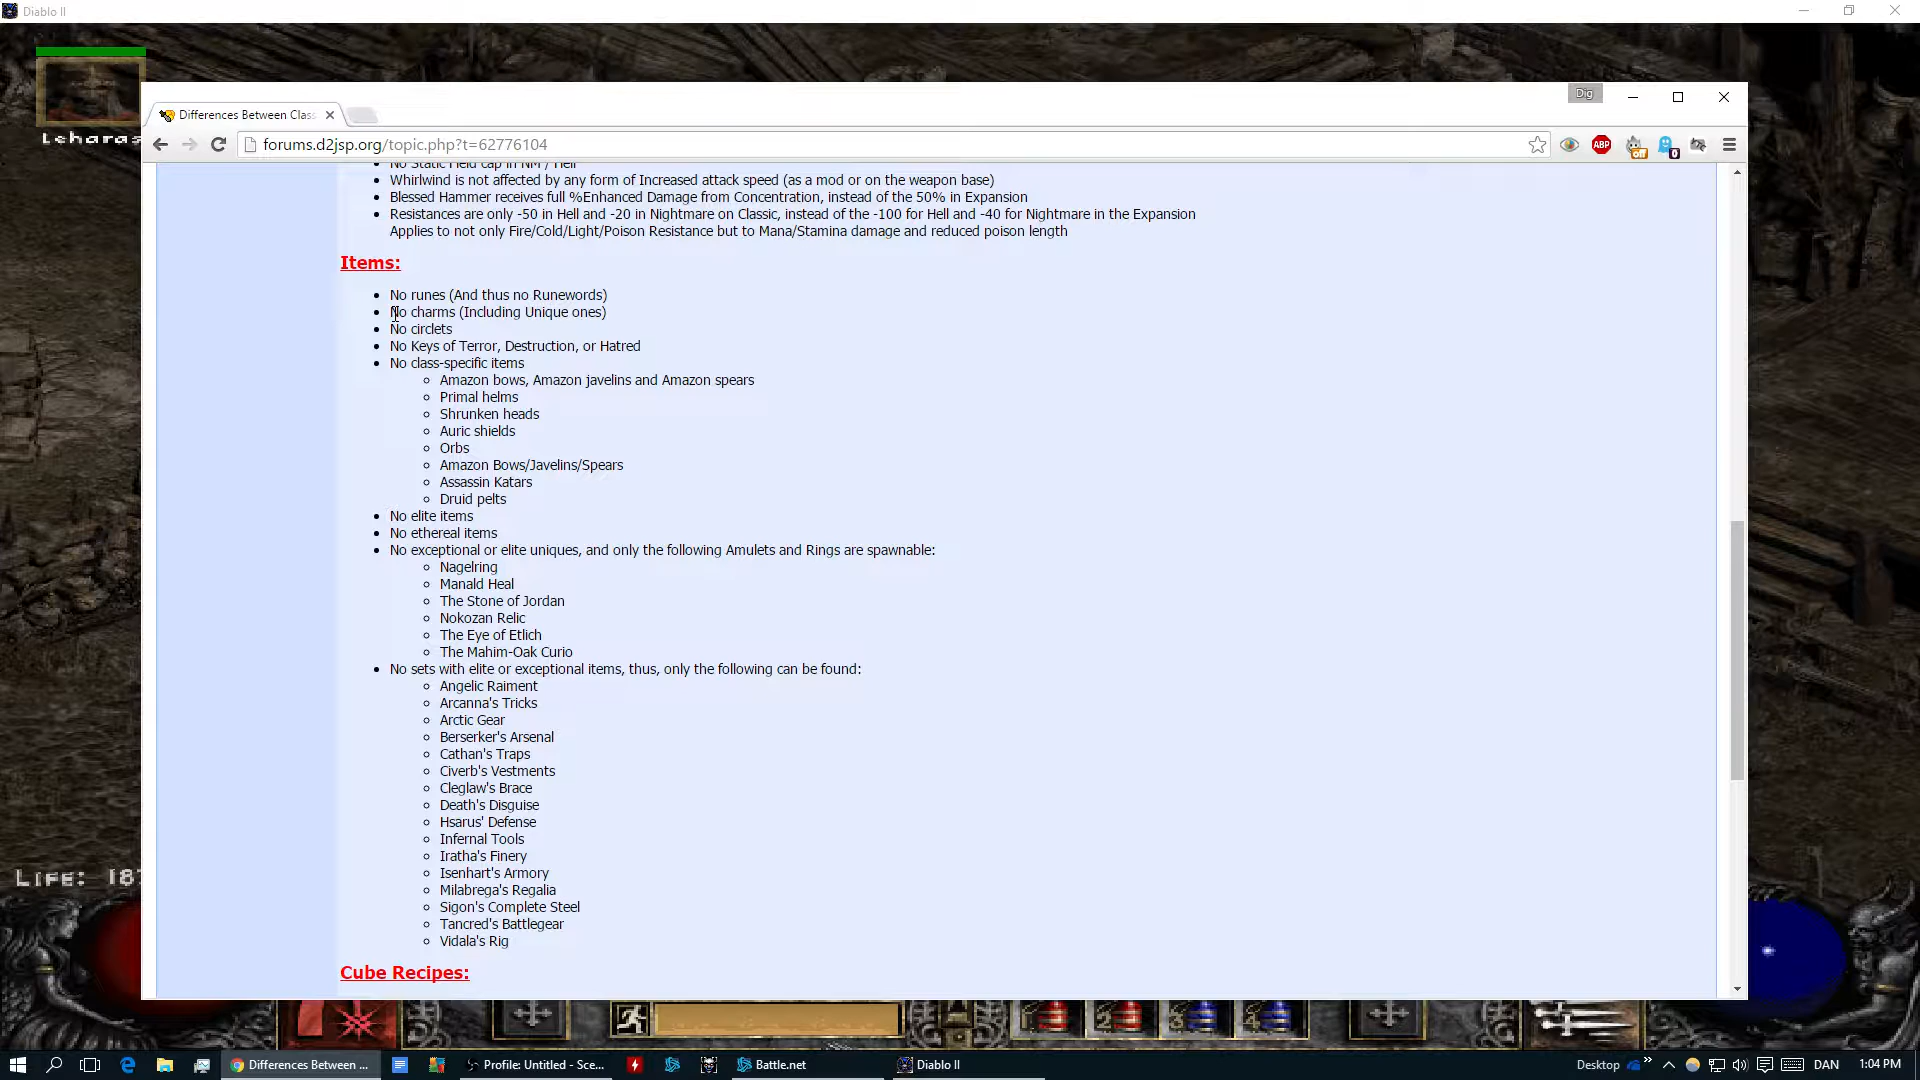 Diablo II
Leharas
Dig
Differences Between Class
forums.d2jsp.org/topic.php?t=62776104
No Static Field cap in NM / Hell
Whirlwind is not affected by any form of Increased attack speed (as a mod or on the weapon base)
Blessed Hammer receives full %Enhanced Damage from Concentration, instead of the 50% in Expansion
Resistances are only -50 in Hell and -20 in Nightmare on Classic, instead of the -100 for Hell and -40 for Nightmare in the Expansion
Applies to not only Fire/Cold/Light/Poison Resistance but to Mana/Stamina damage and reduced poison length
Items:
No runes (And thus no Runewords)
No charms (Including Unique ones)
No circlets
No Keys of Terror, Destruction, or Hatred
No class-specific items
Amazon bows, Amazon javelins and Amazon spears
Primal helms
Shrunken heads
Auric shields
Orbs
Amazon Bows/Javelins/Spears
Assassin Katars
Druid pelts
No elite items
No ethereal items
No exceptional or elite uniques, and only the following Amulets and Rings are spawnable:
Nagelring
Manald Heal
The Stone of Jordan
Nokozan Relic
The Eye of Etlich
The Mahim-Oak Curio
No sets with elite or exceptional items, thus, only the following can be found:
Angelic Raiment
Arcanna's Tricks
Arctic Gear
Berserker's Arsenal
Cathan's Traps
Civerb's Vestments
Cleglaw's Brace
Death's Disguise
Hsarus' Defense
Infernal Tools
Iratha's Finery
Isenhart's Armory
Milabrega's Regalia
Sigon's Complete Steel
Tancred's Battlegear
Vidala's Rig
Cube Recipes:
Life: 187
Differences Between ...
Profile: Untitled - Sce...
Battle.net
Diablo II
Desktop
DAN
1:04 PM